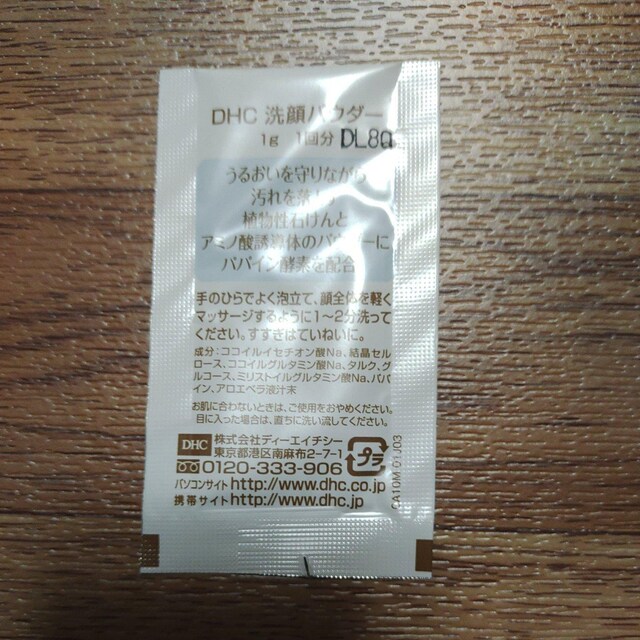 DHC 洗顔パウダー
1g 1回分 DL8Q
うるおいを守りながら
汚れを落とす
植物性石けんと
アミノ酸誘導体のパウダーに
パパイン酵素を配合
手のひらでよく泡立て、顔全体を軽く
マッサージするように1〜2分洗って
ください。すすぎはていねいに。
成分:ココイルイセチオン酸Na、結晶セル
ロース、ココイルグルタミン酸Na、タルク、グ
ルコース、ミリストイルグルタミン酸Na、パパ
イン、アロエベラ液汁末
お肌に合わないときは、ご使用をおやめください。
目に入った場合は、直ちに洗い流してください。
DHC 株式会社ディーエイチシー
東京都港区南麻布2-7-1
0120-333-906
プラ
パソコンサイトhttp://www.dhc.co.jp
携帯サイトhttp://www.dhc.jp
CA10M 01J03